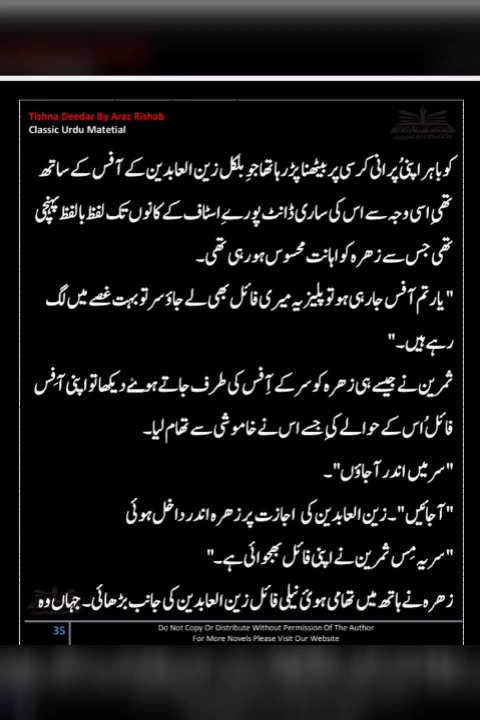 Tishna Deedar By Araz Rishab
Classic Urdu Matetial
کو باہر اپنی پُرانی کرسی پر بیٹھنا پڑ رہا تھا جو بلکل زین العابدین کے آفس کے ساتھ
تھی اسی وجہ سے اس کی ساری ڈانٹ پورے اسٹاف کے کانوں تک لفظ بالفظ پہنچی
تھی جس سے زھرہ کو اہانت محسوس ہو رہی تھی۔
"یار تم آفس جا رہی ہو تو پلیز یہ میری فائل بھی لے جاؤ سر تو بہت غصے میں لگ
رہے ہیں۔"
ثمرین نے جیسے ہی زھرہ کو سر کے آفس کی طرف جاتے ہوئے دیکھا تو اپنی آفس
فائل اُس کے حوالے کی جسے اس نے خاموشی سے تھام لیا۔
"سر میں اندر آجاؤں"۔
"آجائیں"۔ زین العابدین کی اجازت پر زھرہ اندر داخل ہوئی
"سر یہ مِس ثمرین نے اپنی فائل بھجوائی ہے۔"
زھرہ نے ہاتھ میں تھامی ہوئی نیلی فائل زین العابدین کی جانب بڑھائی۔ جہاں وہ
35
Do Not Copy Or Distribute Without Permission Of The Author
For More Novels Please Visit Our Website